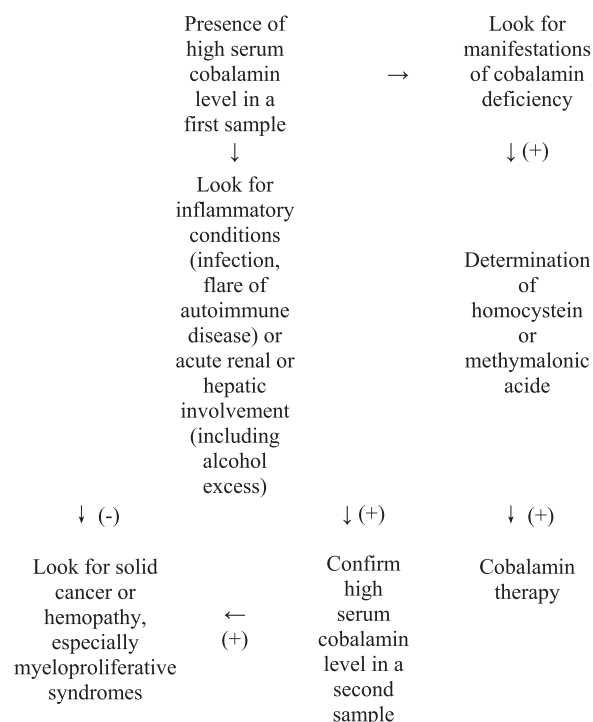 Presence of
high serum
cobalamin
level in a
first sample
→
Look for
manifestations
of cobalamin
deficiency
↓
↓ (+)
Look for
inflammatory
conditions
(infection,
flare of
autoimmune
disease) or
acute renal or
hepatic
involvement
(including
alcohol
excess)
Determination
of
homocystein
or
methymalonic
acide
↓ (-)
↓ (+)
↓ (+)
Look for solid
cancer or
hemopathy,
especially
myeloproliferative
syndromes
←
(+)
Confirm
high
serum
cobalamin
level in a
second
sample
Cobalamin
therapy